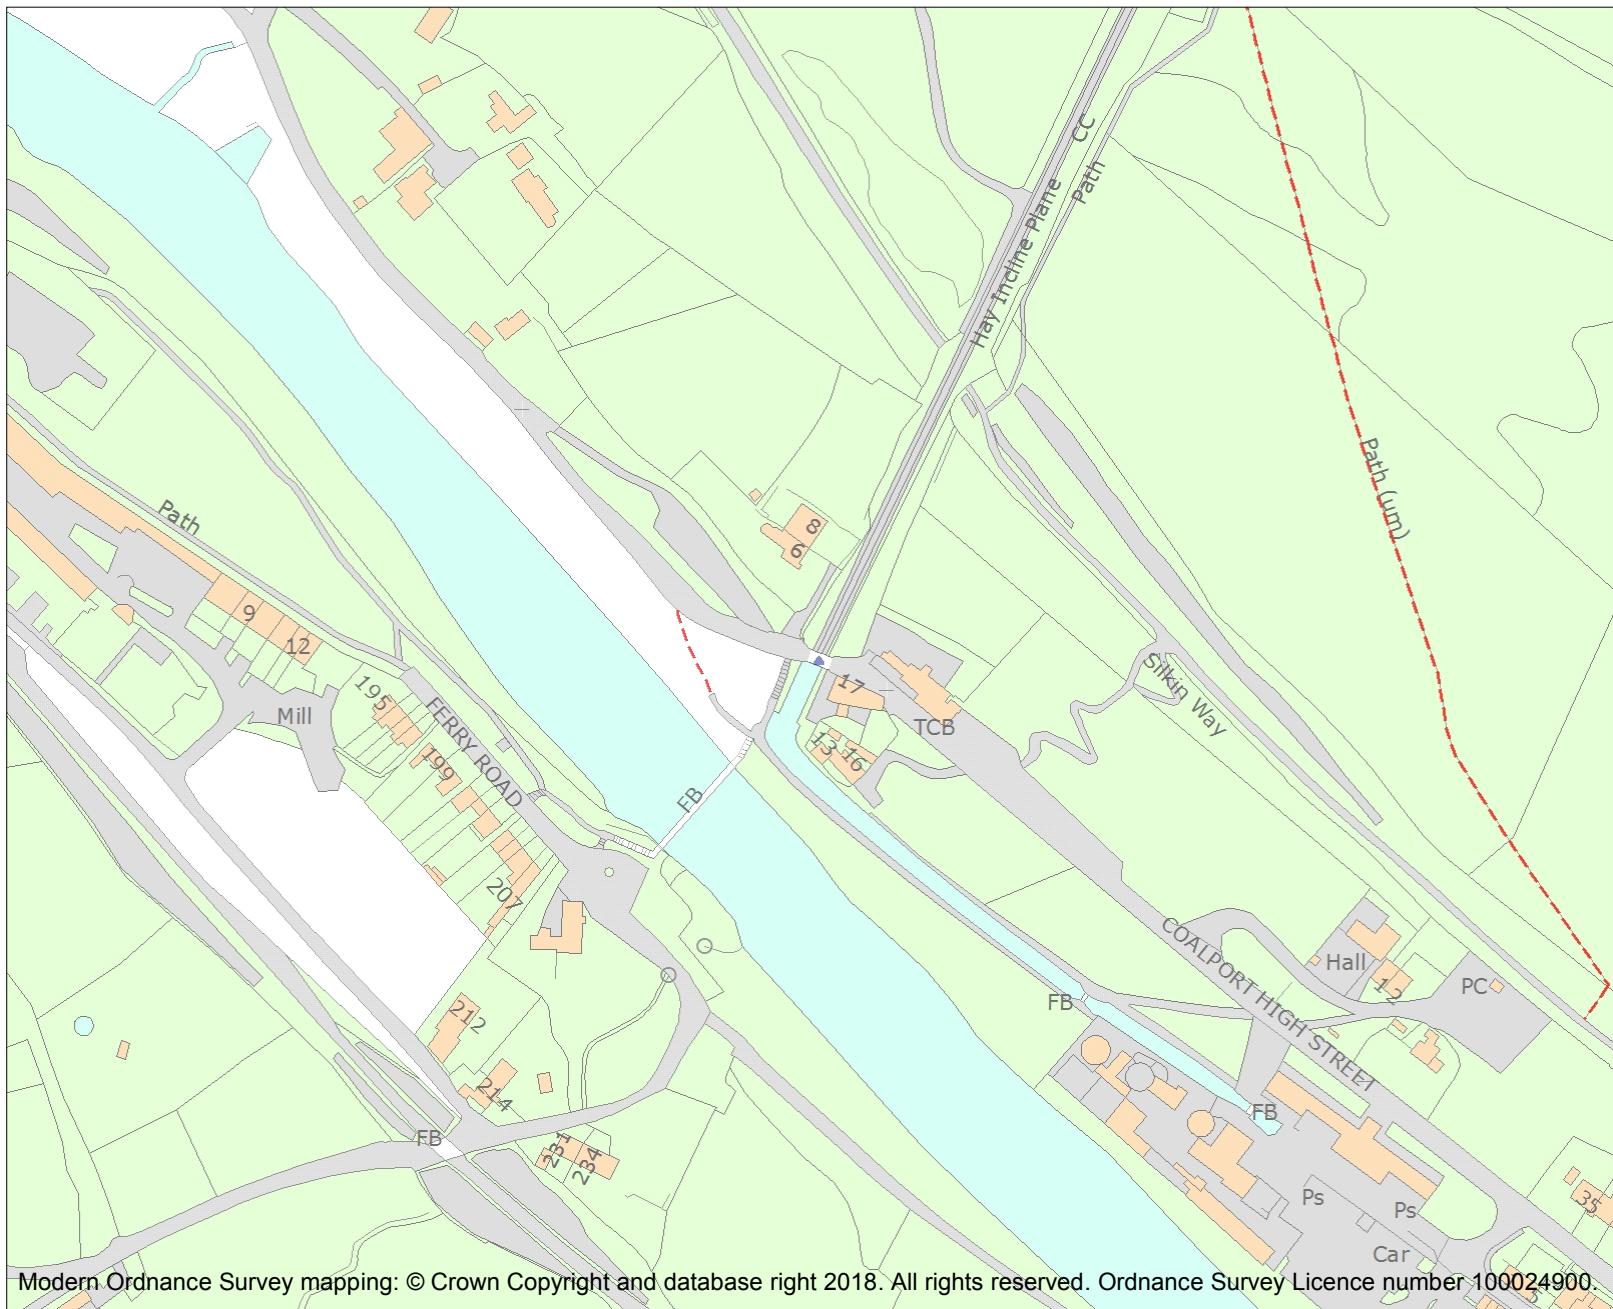 CC
Hay Incline Plane
Path
Path (um)
Path
8
6
9
12
195
Mill
FERRY ROAD
199
FB
17
TCB
13
16
Silkin Way
207
COALPORT HIGH STREET
Hall
12
PC
FB
212
214
FB
FB
231
234
Ps
Ps
35
Car
Modern Ordnance Survey mapping: © Crown Copyright and database right 2018. All rights reserved. Ordnance Survey Licence number 100024900.